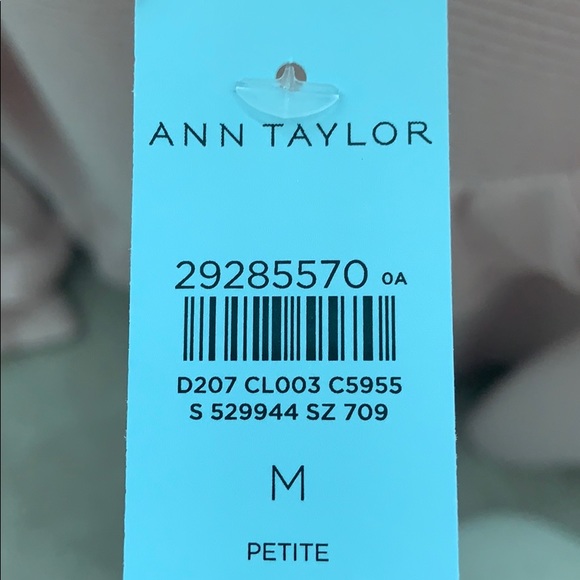 ANN TAYLOR
29285570 0A
D207 CL003 C5955
S 529944 SZ 709
M
PETITE